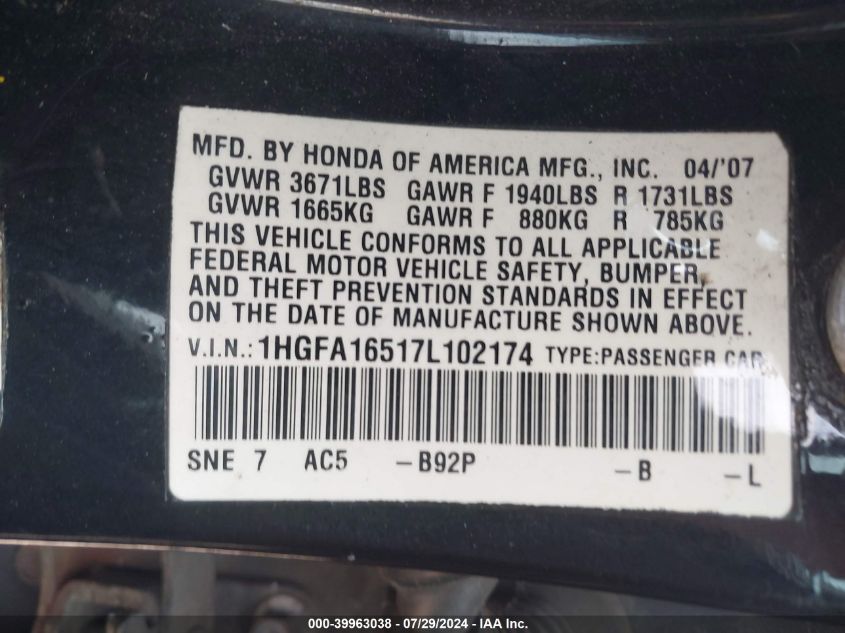 MFD. BY HONDA OF AMERICA MFG., INC. 04/'07
GVWR 3671LBS GAWR F 1940LBS R 1731LBS
GVWR 1665KG GAWR F 880KG R 785KG
THIS VEHICLE CONFORMS TO ALL APPLICABLE
FEDERAL MOTOR VEHICLE SAFETY, BUMPER,
AND THEFT PREVENTION STANDARDS IN EFFECT
ON THE DATE OF MANUFACTURE SHOWN ABOVE.
V.I.N.: 1HGFA16517L102174 TYPE:PASSENGER CAR
SNE 7 AC5 -B92P -B -L
000-39963038 - 07/29/2024 - IAA Inc.